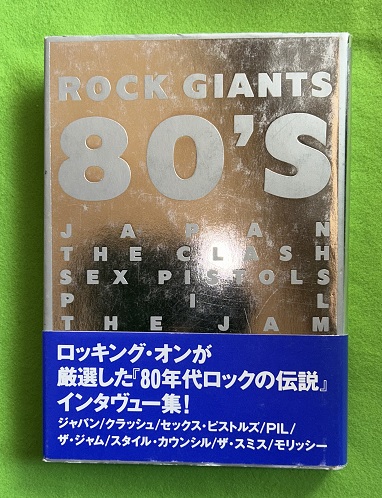 ROCK GIANTS
80'S
JAPAN
THE CLASH
SEX PISTOLS
PIL
THE JAM
ロッキング・オンが
厳選した『80年代ロックの伝説』
インタヴュー集!
ジャパン/クラッシュ/セックス・ピストルズ/PIL/
ザ・ジャム/スタイル・カウンシル/ザ・スミス/モリッシー